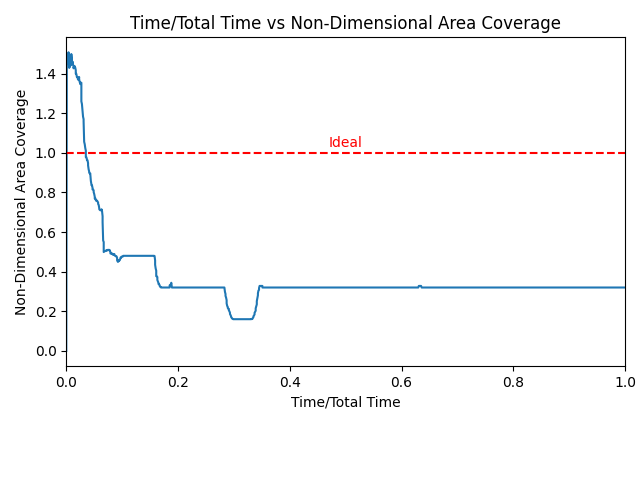 Time/Total Time vs Non-Dimensional Area Coverage
Non-Dimensional Area Coverage
1.4
1.2
1.0
0.8
0.6
0.4
0.2
0.0
Ideal
0.0 0.2 0.4 0.6 0.8 1.0
Time/Total Time